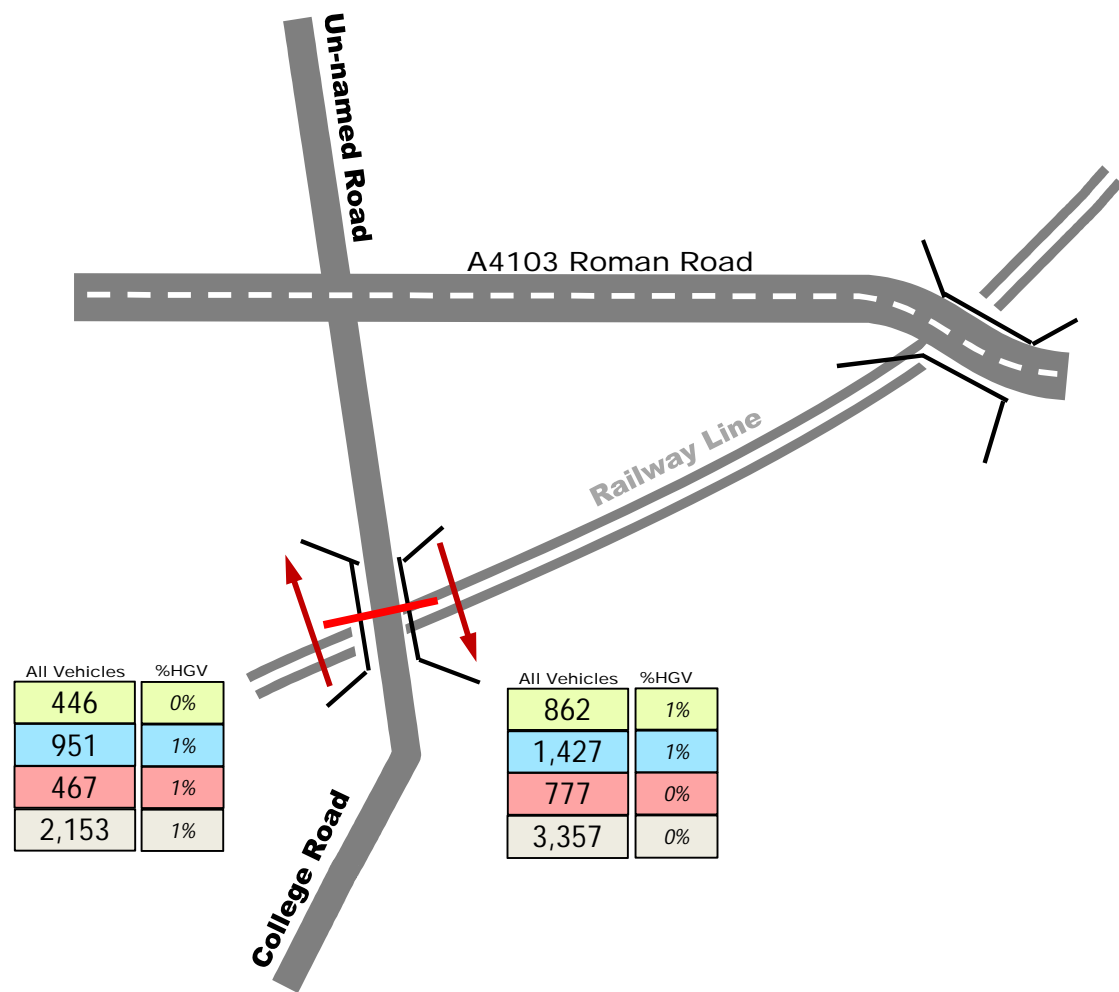 Un-named Road
A4103 Roman Road
Railway Line
All Vehicles %HGV
446 0%
951 1%
467 1%
2,153 1%
All Vehicles %HGV
862 1%
1,427 1%
777 0%
3,357 0%
College Road